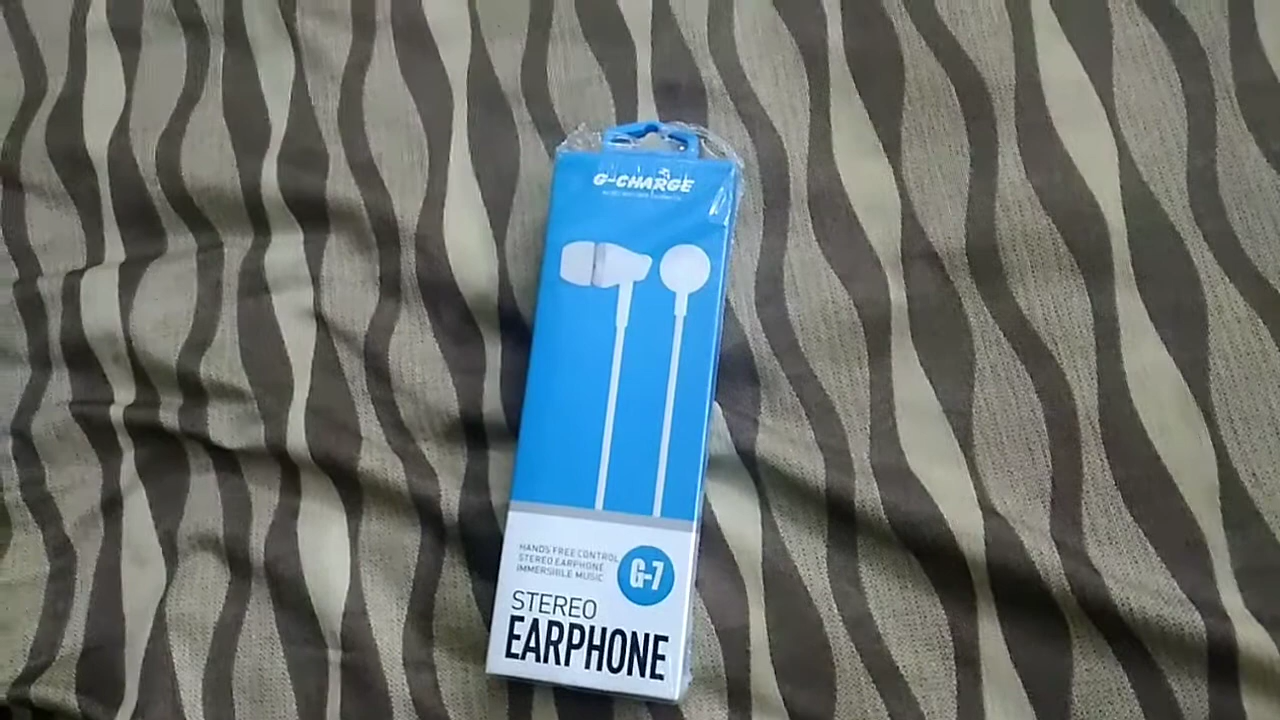 G-CHARGE
HANDS FREE CONTROL
STEREO EARPHONE
IMMERSIBLE MUSIC
G-7
STEREO
EARPHONE